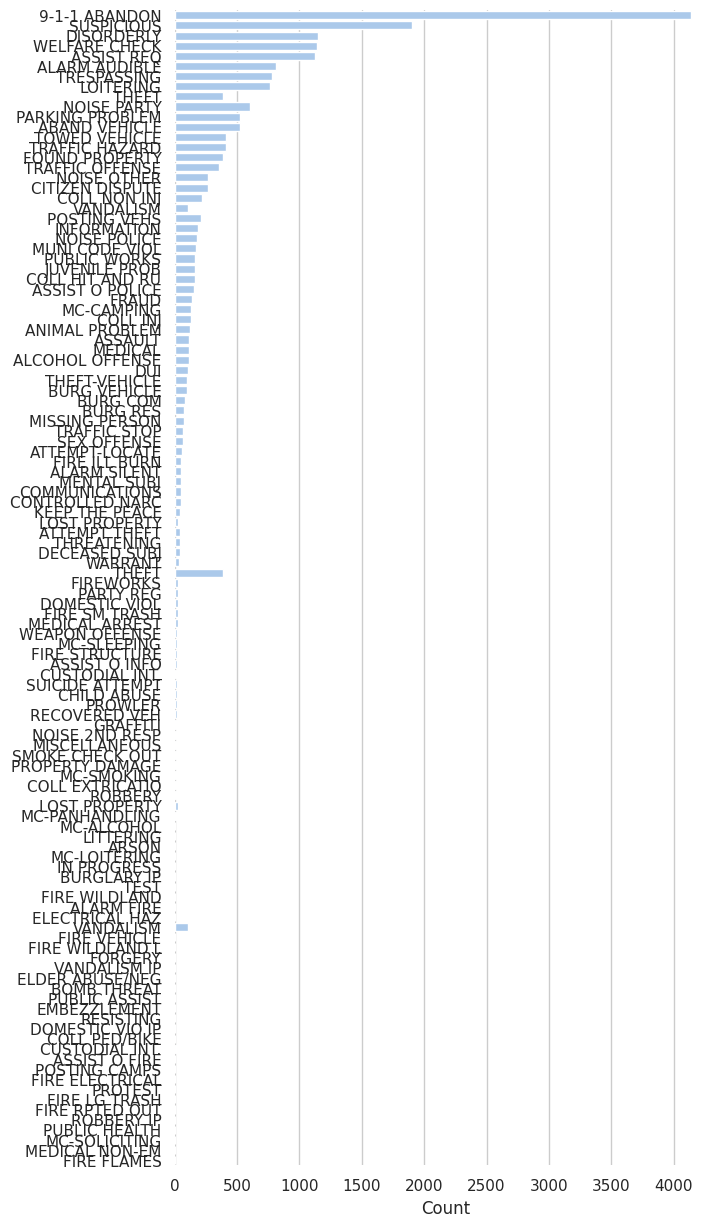 9-1-1 ABANDON
SUSPICIOUS
DISORDERLY
WELFARE CHECK
ASSIST REQ
ALARM AUDIBLE
TRESPASSING
LOITERING
THEFT
NOISE PARTY
PARKING PROBLEM
ABAND VEHICLE
TOWED VEHICLE
TRAFFIC HAZARD
FOUND PROPERTY
TRAFFIC OFFENSE
NOISE OTHER
CITIZEN DISPUTE
COLL NON INJ
VANDALISM
POSTING VEHS
INFORMATION
NOISE POLICE
MUNI CODE VIOL
PUBLIC WORKS
JUVENILE PROB
COLL HIT AND RU
ASSIST O POLICE
FRAUD
MC-CAMPING
COLL INJ
ANIMAL PROBLEM
ASSAULT
MEDICAL
ALCOHOL OFFENSE
DUI
THEFT-VEHICLE
BURG VEHICLE
BURG COM
BURG RES
MISSING PERSON
TRAFFIC STOP
SEX OFFENSE
ATTEMPT-LOCATE
FIRE ILL BURN
ALARM SILENT
MENTAL SUBJ
COMMUNICATIONS
CONTROLLED NARC
KEEP THE PEACE
LOST PROPERTY
ATTEMPT THEFT
THREATENING
DECEASED SUBJ
WARRANT
THEFT
FIREWORKS
PARTY REG
DOMESTIC VIOL
FIRE SM TRASH
MEDICAL ARREST
WEAPON OFFENSE
MC-SLEEPING
FIRE STRUCTURE
ASSIST O INFO
CUSTODIAL INT.
SUICIDE ATTEMPT
CHILD ABUSE
PROWLER
RECOVERED VEH
GRAFFITI
NOISE 2ND RESP
MISCELLANEOUS
SMOKE CHECK OUT
PROPERTY DAMAGE
MC-SMOKING
COLL EXTRICATIO
ROBBERY
LOST PROPERTY
MC-PANHANDLING
MC-ALCOHOL
LITTERING
ARSON
MC-LOITERING
IN PROGRESS
BURGLARY IP
TEST
FIRE WILDLAND
ALARM FIRE
ELECTRICAL HAZ
VANDALISM
FIRE VEHICLE
FIRE WILDLAND L
FORGERY
VANDALISM IP
ELDER ABUSE/NEG
BOMB THREAT
PUBLIC ASSIST
EMBEZZLEMENT
RESISTING
DOMESTIC VIO IP
COLL PED/BIKE
CUSTODIAL INT.
ASSIST O FIRE
POSTING CAMPS
FIRE ELECTRICAL
PROTEST
FIRE LG TRASH
FIRE RPTED OUT
ROBBERY IP
PUBLIC HEALTH
MC-SOLICITING
MEDICAL NON-EM
FIRE FLAMES
0 500 1000 1500 2000 2500 3000 3500 4000
Count